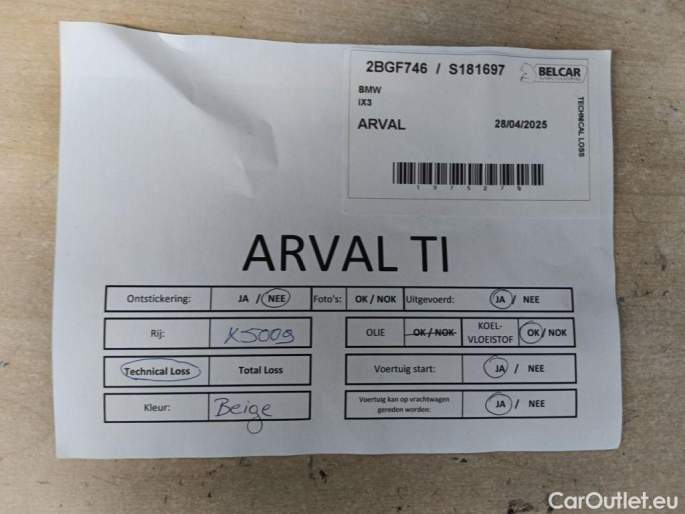 2BGF746 / S181697 BELCAR
BMW
iX3
ARVAL 28/04/2025
TECHNICAL LOSS
1975278
ARVAL TI
Ontstickering: JA / NEE Foto's: OK / NOK Uitgevoerd: JA / NEE
Rij: X5009 OLIE OK / NOK KOEL-VLOEISTOF OK / NOK
Technical Loss Total Loss Voertuig start: JA / NEE
Kleur: Beige Voertuig kan op vrachtwagen
gereden worden: JA / NEE
CarOutlet.eu